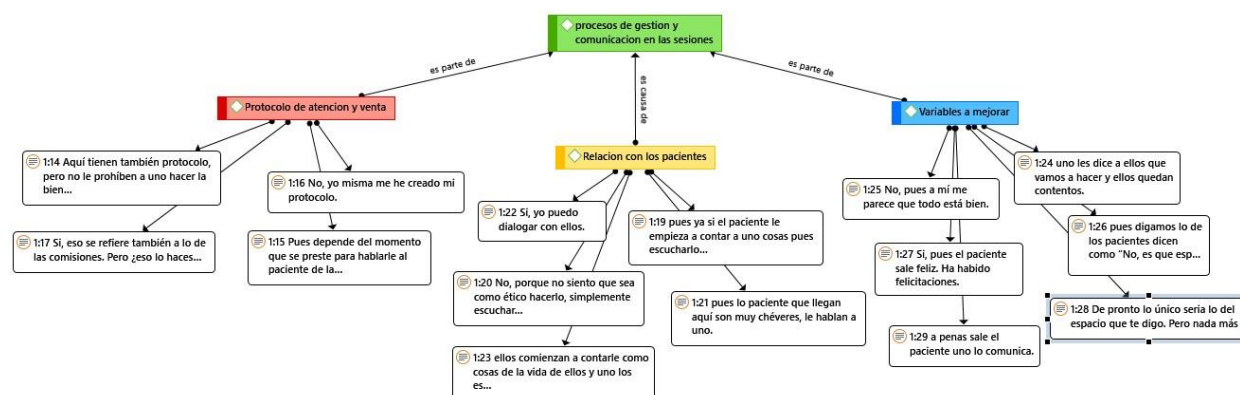 procesos de gestion y
comunicacion en las sesiones
es parte de
es causa de
es parte de
Protocolo de atencion y venta
Variables a mejorar
Relacion con los pacientes
1:14 Aquí tienen también protocolo,
pero no le prohíben a uno hacer la
bien...
1:16 No, yo misma me he creado mi
protocolo.
1:17 Si, eso se refiere también a lo de
las comisiones. Pero ¿eso lo haces...
1:15 Pues depende del momento
que se preste para hablarle al
paciente de la...
1:22 Si, yo puedo
dialogar con ellos.
1:19 pues ya si el paciente le
empieza a contar a uno cosas pues
escucharlo...
1:20 No, porque no siento que sea
como ético hacerlo, simplemente
escuchar...
1:21 pues lo paciente que llegan
aquí son muy chéveres, le hablan a
uno.
1:23 ellos comienzan a contarle como
cosas de la vida de ellos y uno los
es...
1:24 uno les dice a ellos que
vamos a hacer y ellos quedan
contentos.
1:25 No, pues a mí me
parece que todo está bien.
1:26 pues digamos lo de
los pacientes dicen
como "No, es que esp...
1:27 Si, pues el paciente
sale feliz. Ha habido
felicitaciones.
1:28 De pronto lo único seria lo del
espacio que te digo. Pero nada más
1:29 a penas sale el
paciente uno lo comunica.